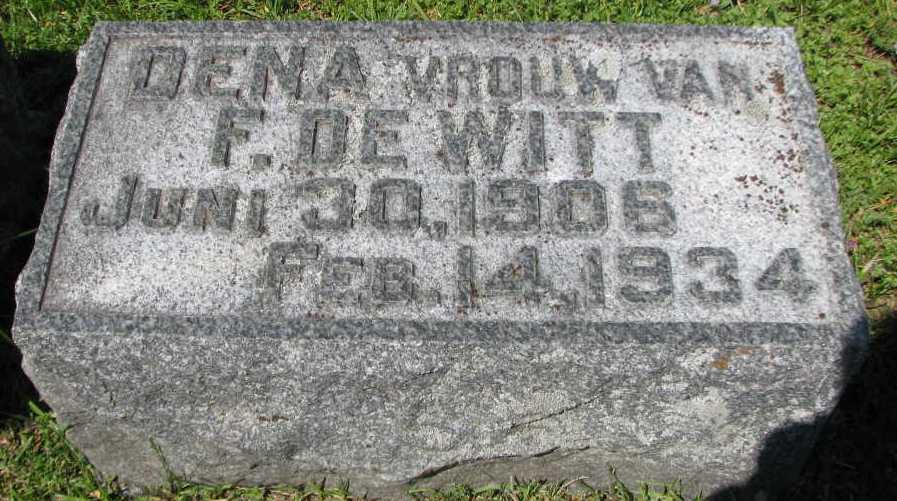 DENA VROUW VAN
F. DE WITT
JUNI 30, 1906
FEB. 14, 1934